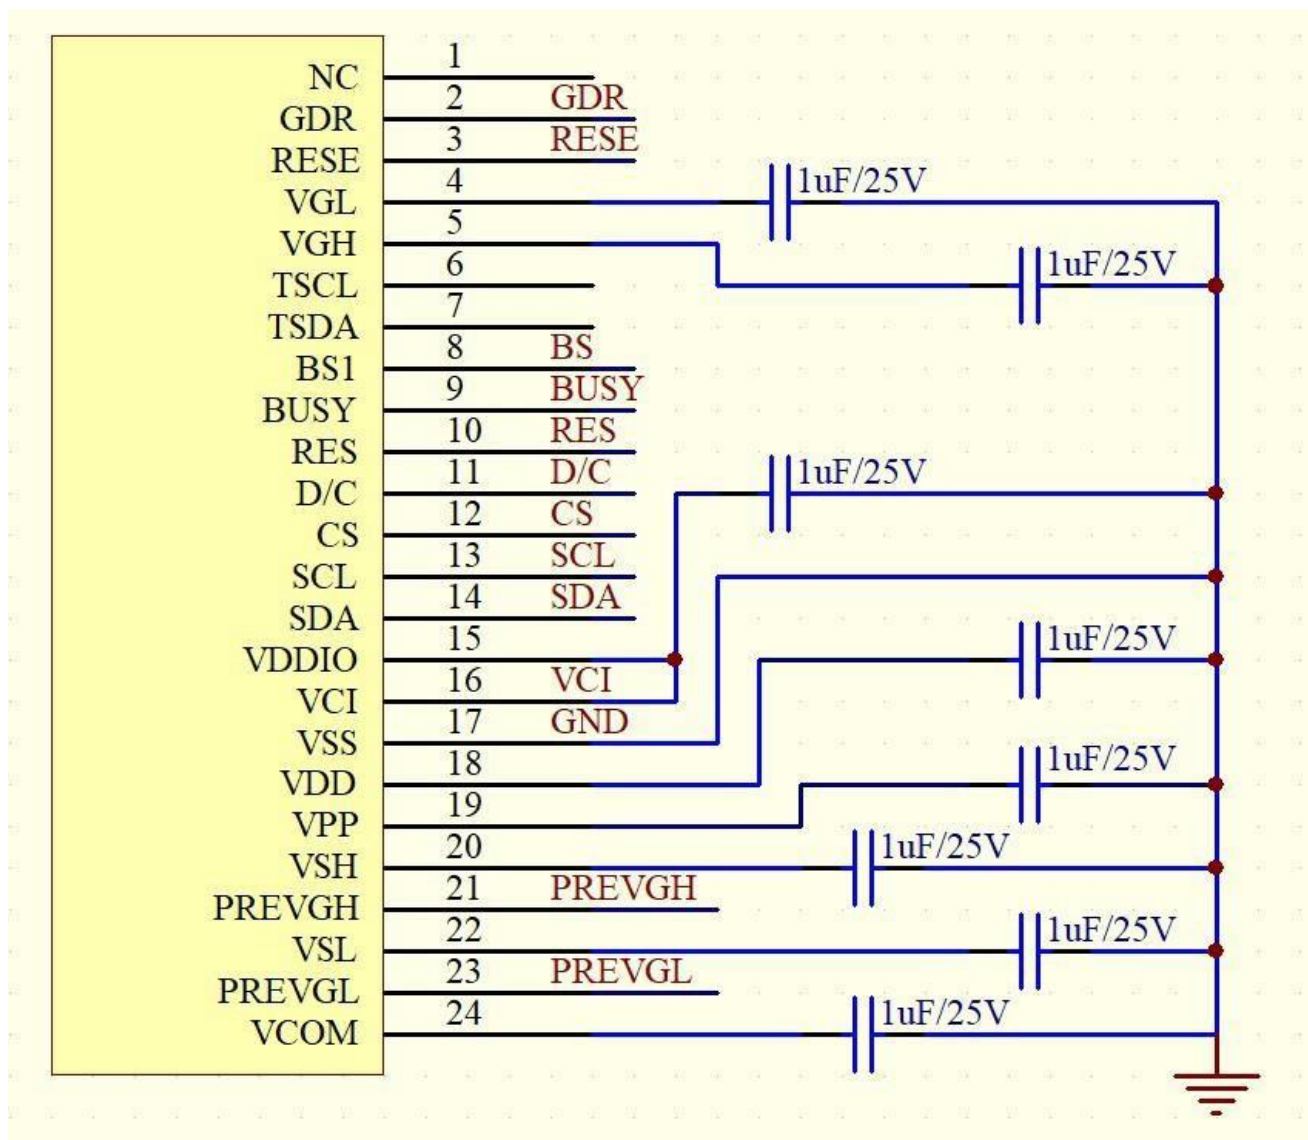 NC 1
GDR 2 GDR
RESE 3 RESE
VGL 4 1uF/25V
VGH 5 1uF/25V
TSCL 6
TSDA 7
BS1 8 BS
BUSY 9 BUSY
RES 10 RES
D/C 11 D/C 1uF/25V
CS 12 CS
SCL 13 SCL
SDA 14 SDA
VDDIO 15 1uF/25V
VCI 16 VCI
VSS 17 GND
VDD 18 1uF/25V
VPP 19
VSH 20 1uF/25V
PREVGH 21 PREVGH
VSL 22 1uF/25V
PREVGL 23 PREVGL
VCOM 24 1uF/25V